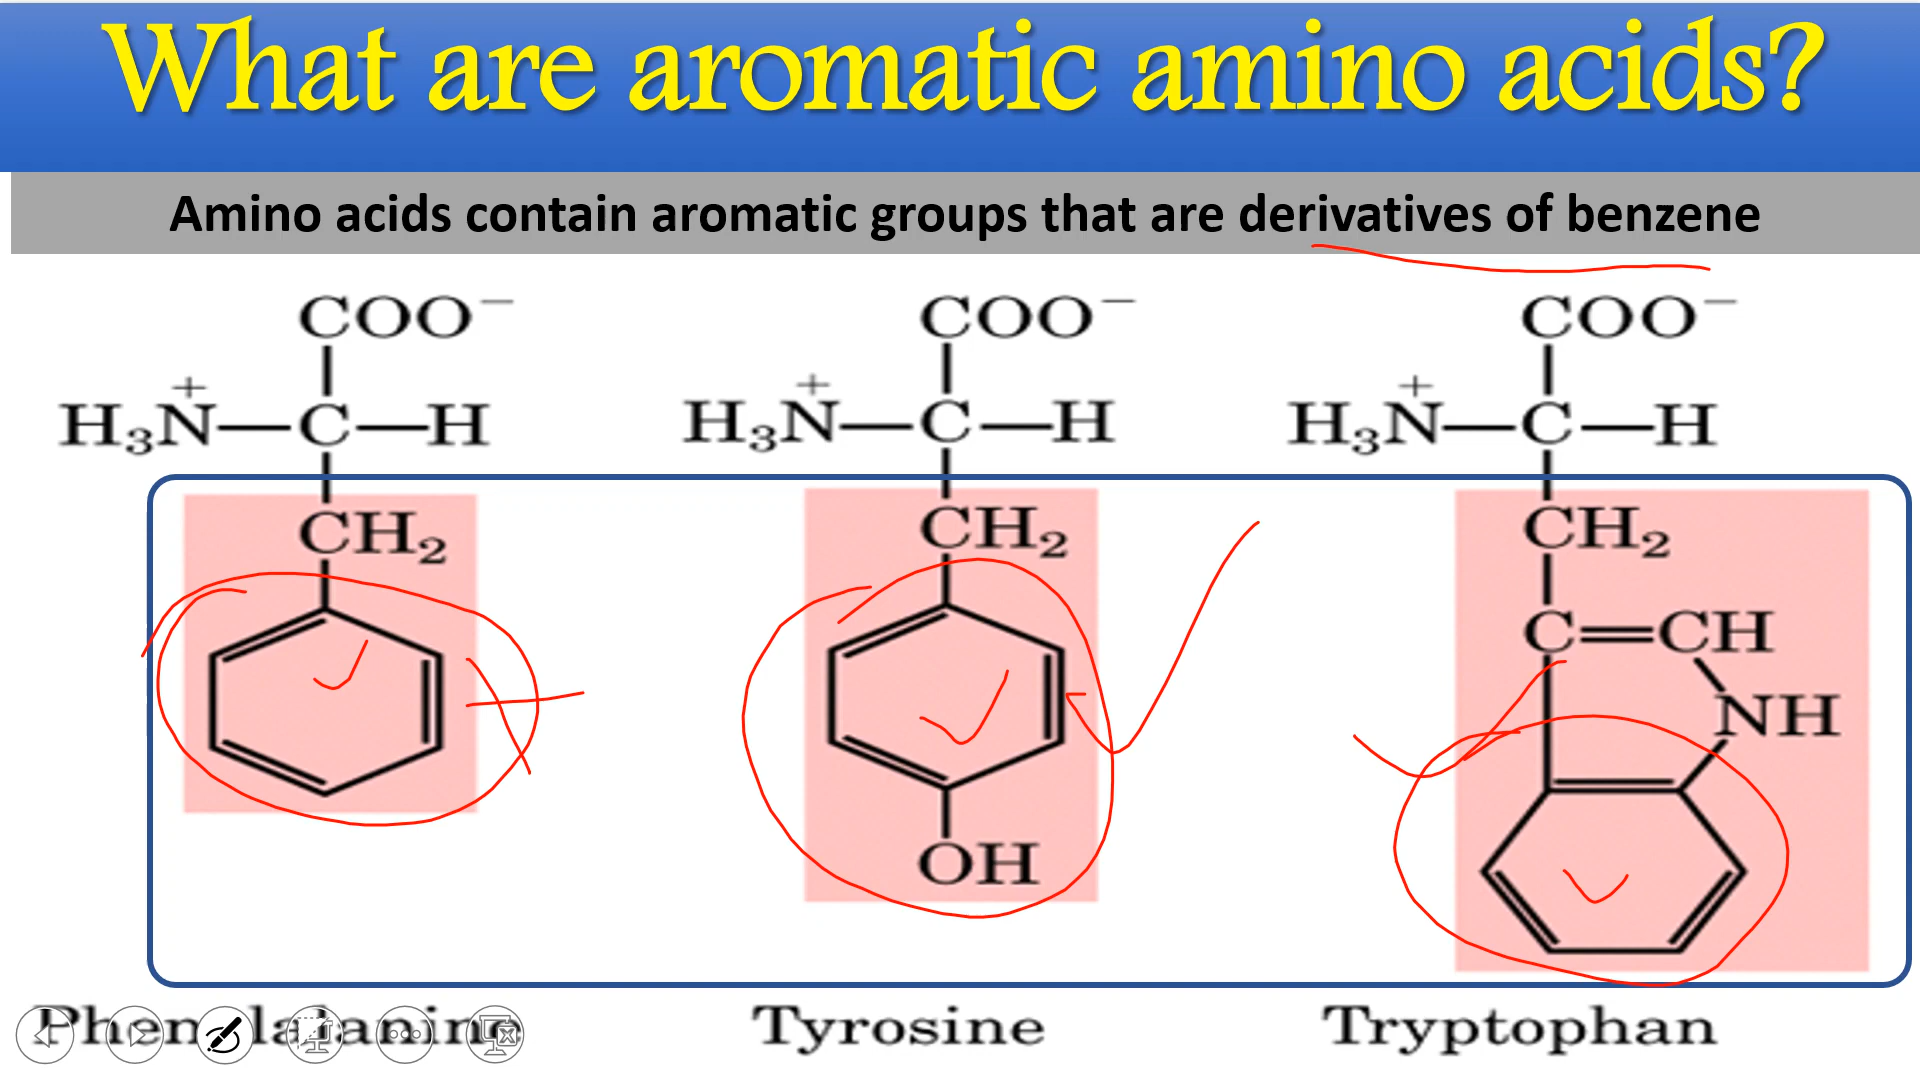 What are aromatic amino acids?
Amino acids contain aromatic groups that are derivatives of benzene
COO⁻ COO⁻ COO⁻
H₃N⁺—C—H H₃N⁺—C—H H₃N⁺—C—H
CH₂ CH₂ CH₂
C=CH
NH
OH
Phenylalanine Tyrosine Tryptophan